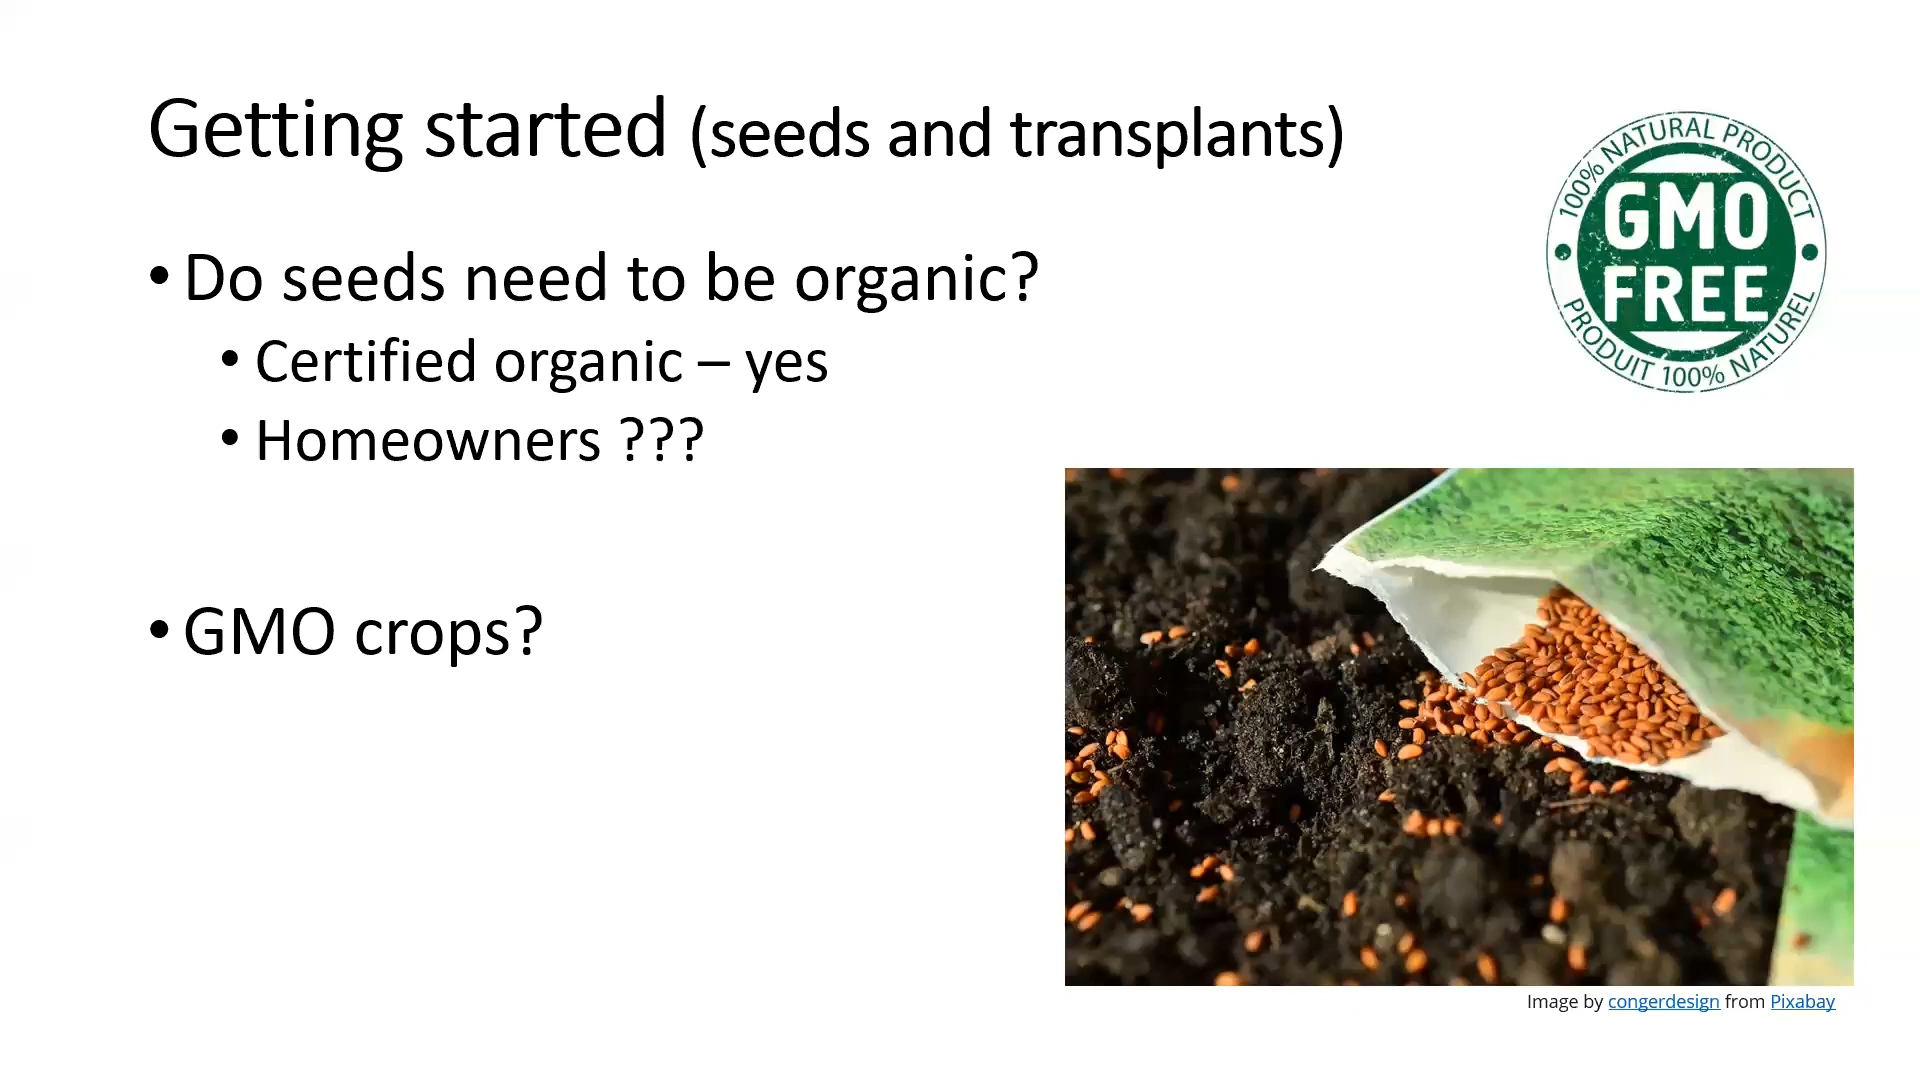 Getting started (seeds and transplants)
• Do seeds need to be organic?
• Certified organic – yes
• Homeowners ???
• GMO crops?
100% NATURAL PRODUCT
GMO
FREE
PRODUIT 100% NATUREL
Image by congerdesign from Pixabay